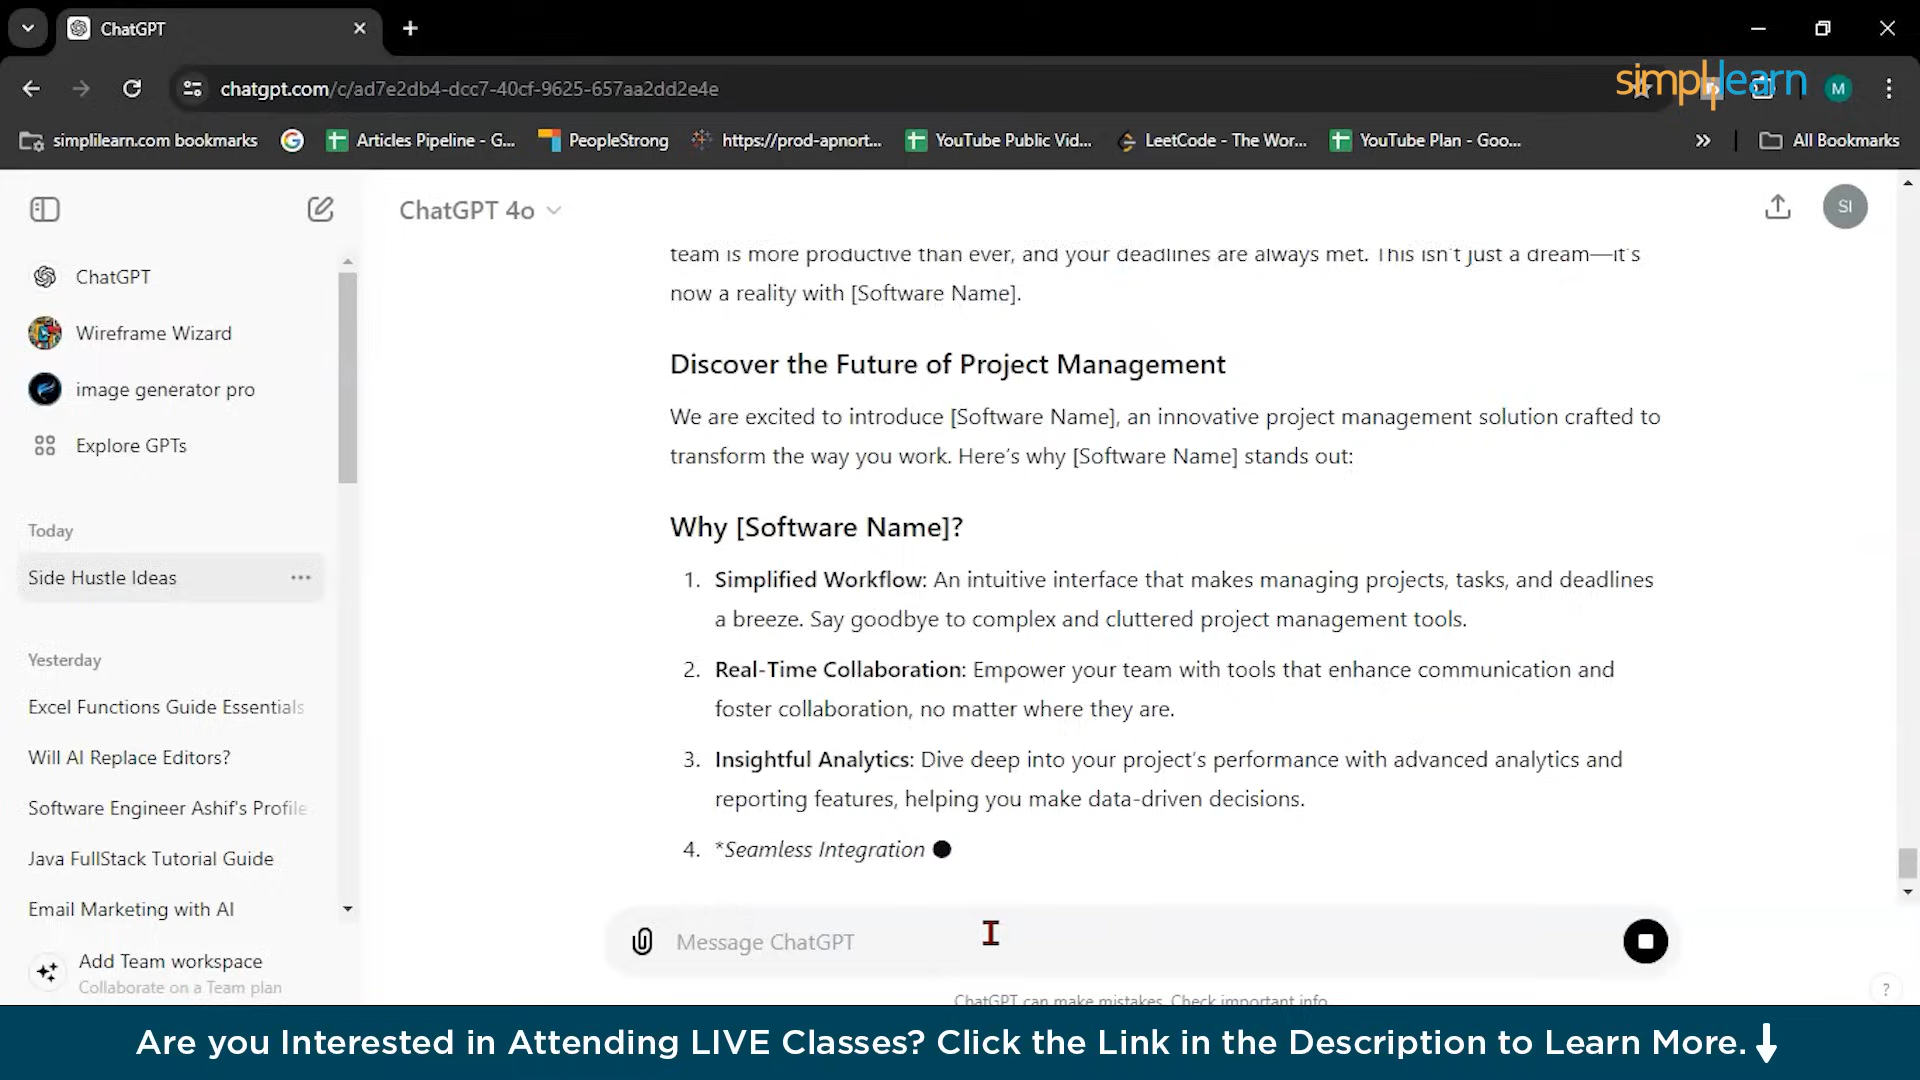 ChatGPT
chatgpt.com/c/ad7e2db4-dcc7-40cf-9625-657aa2dd2e4e
simplilearn
M
simplilearn.com bookmarks
Articles Pipeline - G...
PeopleStrong
https://prod-apnort...
YouTube Public Vid...
LeetCode - The Wor...
YouTube Plan - Goo...
»
All Bookmarks
ChatGPT 4o
SI
ChatGPT
Wireframe Wizard
image generator pro
Explore GPTs
Today
Side Hustle Ideas
Yesterday
Excel Functions Guide Essentials
Will AI Replace Editors?
Software Engineer Ashif's Profile
Java FullStack Tutorial Guide
Email Marketing with AI
Add Team workspace
Collaborate on a Team plan
team is more productive than ever, and your deadlines are always met. This isn't just a dream—it's
now a reality with [Software Name].
Discover the Future of Project Management
We are excited to introduce [Software Name], an innovative project management solution crafted to
transform the way you work. Here's why [Software Name] stands out:
Why [Software Name]?
1. Simplified Workflow: An intuitive interface that makes managing projects, tasks, and deadlines
a breeze. Say goodbye to complex and cluttered project management tools.
2. Real-Time Collaboration: Empower your team with tools that enhance communication and
foster collaboration, no matter where they are.
3. Insightful Analytics: Dive deep into your project's performance with advanced analytics and
reporting features, helping you make data-driven decisions.
4. *Seamless Integration
Message ChatGPT
ChatGPT can make mistakes. Check important info.
?
Are you Interested in Attending LIVE Classes? Click the Link in the Description to Learn More.